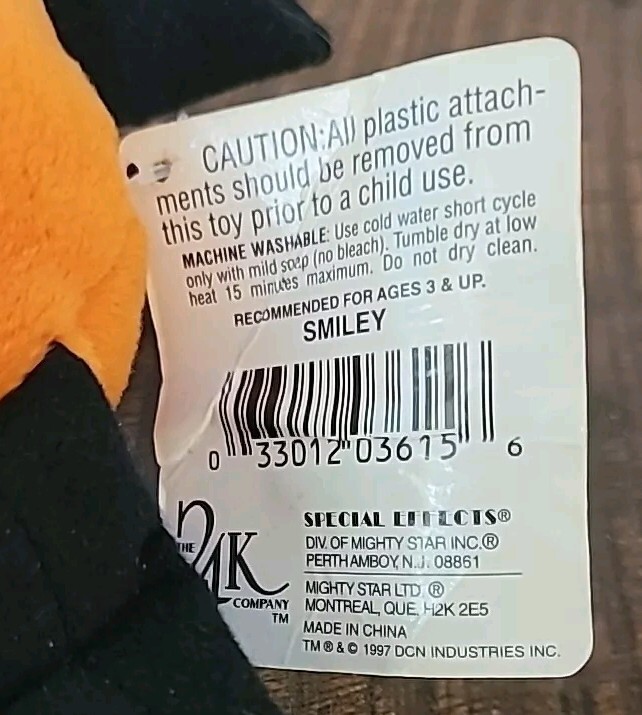 CAUTION:All plastic attach-
ments should be removed from
this toy prior to a child use.
MACHINE WASHABLE: Use cold water short cycle
only with mild soap (no bleach). Tumble dry at low
heat 15 minutes maximum. Do not dry clean.
RECOMMENDED FOR AGES 3 & UP.
SMILEY
0 33012 03615 6
THE 24K
COMPANY
TM
SPECIAL EFFECTS®
DIV. OF MIGHTY STAR INC.®
PERTH AMBOY, N.J. 08861
MIGHTY STAR LTD. ®
MONTREAL, QUE, H2K 2E5
MADE IN CHINA
TM ® & © 1997 DCN INDUSTRIES INC.